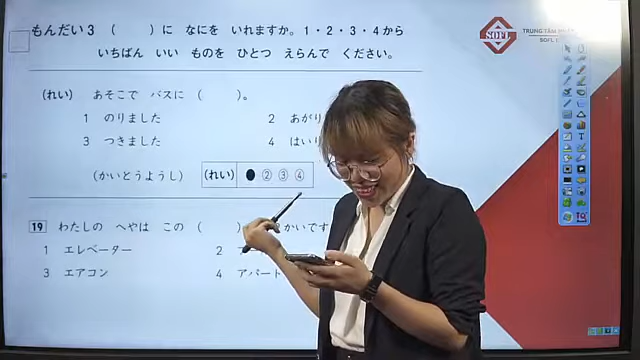 もんだい3 (　　)に なにを いれますか。1・2・3・4から
いちばん いい ものを ひとつ えらんで ください。
SOFL
TRUNG TÂM
SOFL
(れい) あそこで バスに (　　)。
1 のりました
2 あがり
3 つきました
4 はい
(かいとうようし) (れい) ② ③ ④
19 わたしの へやは この (　　) かいです
1 エレベーター
2
3 エアコン
4 アパート